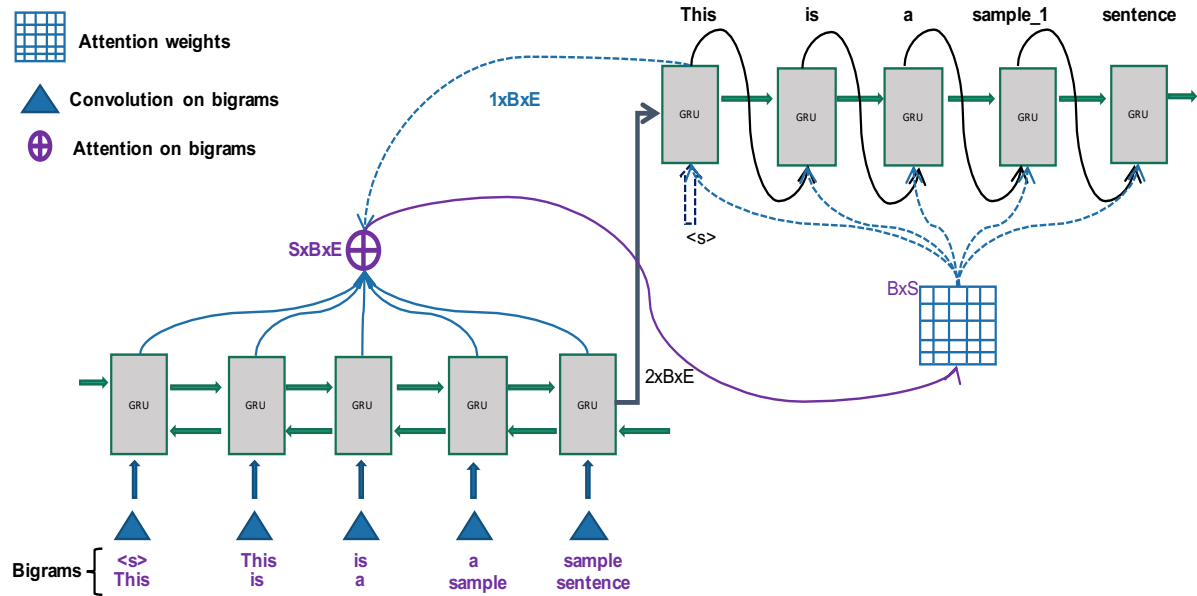 Attention weights
Convolution on bigrams
Attention on bigrams
This is a sample_1 sentence
GRU GRU GRU GRU GRU
1xBxE
<s>
SxBxE
BxS
2xBxE
GRU GRU GRU GRU GRU
Bigrams
<s> This is a sample
This is a sample sentence